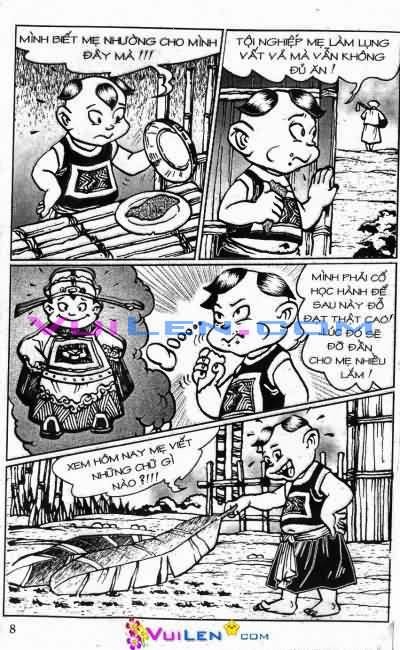 MÌNH BIẾT MẸ NHƯỜNG CHO MÌNH
ĐÂY MÀ !!!
TỘI NGHIỆP MẸ LÀM LỤNG
VẤT VẢ MÀ VẪN KHÔNG
ĐỦ ĂN !
MÌNH PHẢI CỐ
HỌC HÀNH ĐỂ
SAU NÀY ĐỖ
ĐẠT THẬT CAO!
LÚC ĐÓ SẼ
ĐỠ ĐẦN
CHO MẸ NHIỀU
LẮM !
VUILEN.COM
XEM HÔM NAY MẸ VIẾT
NHỮNG CHỮ GÌ
NÀO ?!!!
8
VUILEN.COM